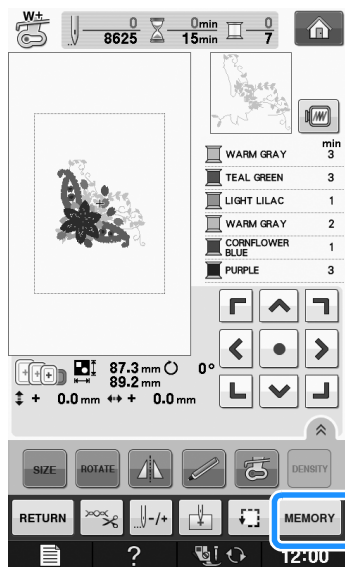 W+
0 0min 0
8625 15min 7
min
WARM GRAY 3
TEAL GREEN 3
LIGHT LILAC 1
WARM GRAY 2
CORNFLOWER
BLUE 1
PURPLE 3
87.3 mm 0°
89.2 mm
+ 0.0 mm + 0.0 mm
SIZE ROTATE DENSITY
RETURN -/+ MEMORY
? 12:00